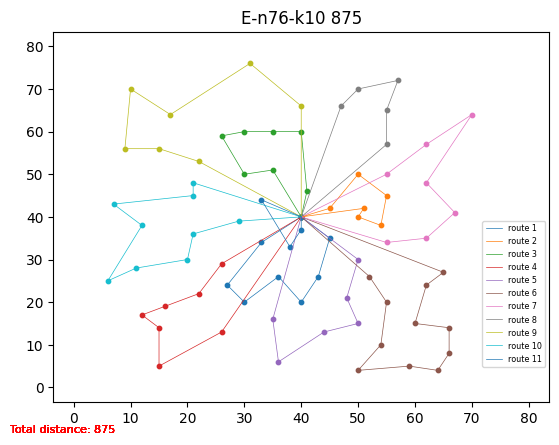 E-n76-k10 875
80
70
60
50
40
30
20
10
0
route 1
route 2
route 3
route 4
route 5
route 6
route 7
route 8
route 9
route 10
route 11
0 10 20 30 40 50 60 70 80
Total distance: 875